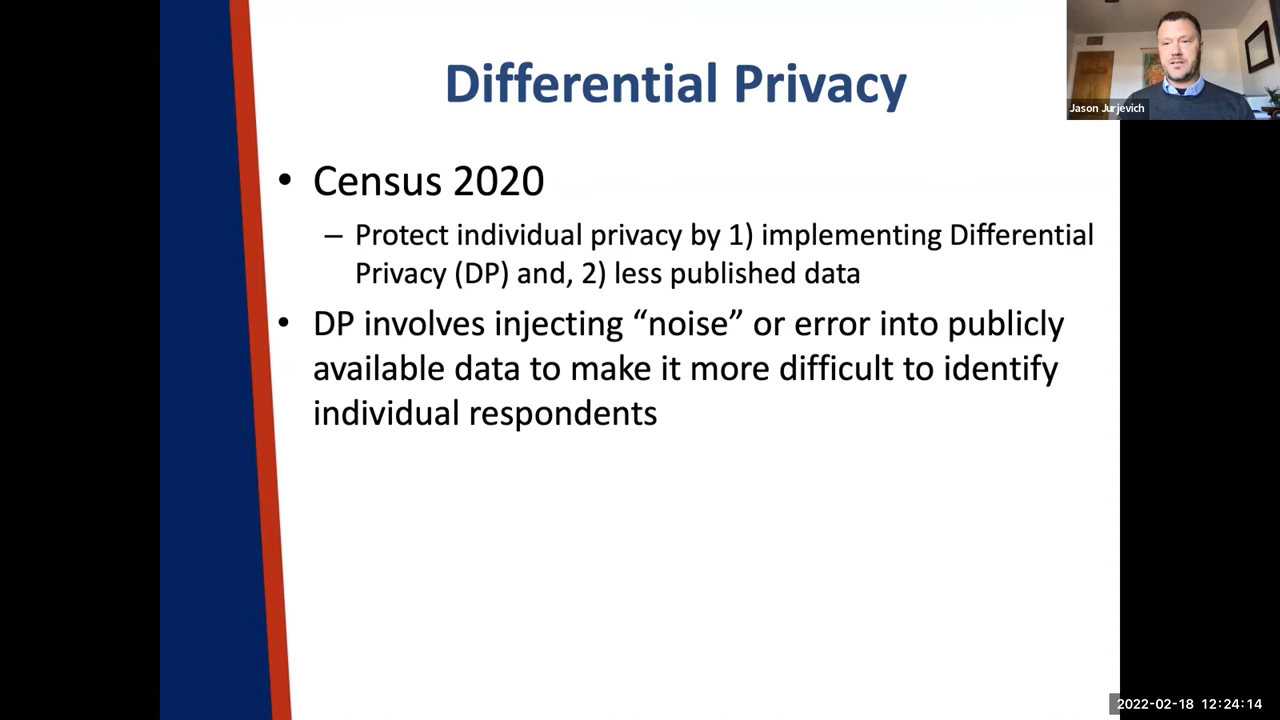 Differential Privacy
Jason Jurjevich
• Census 2020
– Protect individual privacy by 1) implementing Differential
Privacy (DP) and, 2) less published data
• DP involves injecting “noise” or error into publicly
available data to make it more difficult to identify
individual respondents
2022-02-18 12:24:14